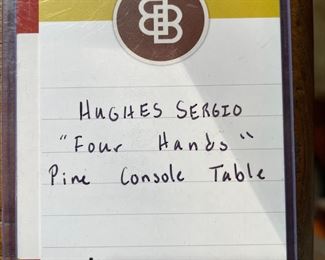 HUGHES SERGIO
"Four Hands"
Pine Console Table